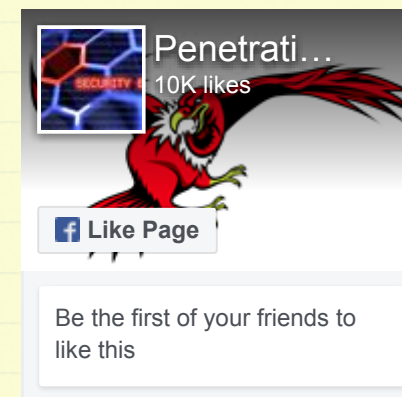 Penetrati...
10K likes
SECURITY
Like Page
Be the first of your friends to
like this